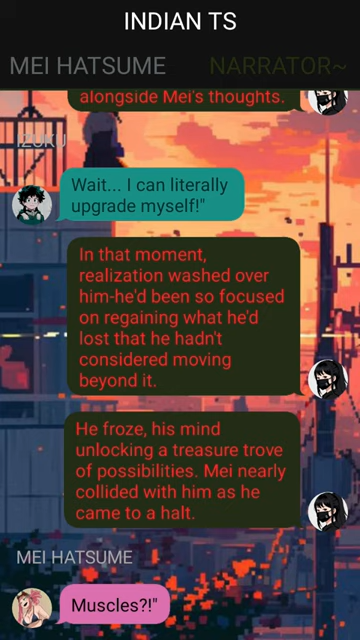 INDIAN TS
MEI HATSUME
NARRATOR~
alongside Mei's thoughts.
IZUKU
Wait... I can literally
upgrade myself!"
In that moment,
realization washed over
him-he'd been so focused
on regaining what he'd
lost that he hadn't
considered moving
beyond it.
He froze, his mind
unlocking a treasure trove
of possibilities. Mei nearly
collided with him as he
came to a halt.
MEI HATSUME
Muscles?!"